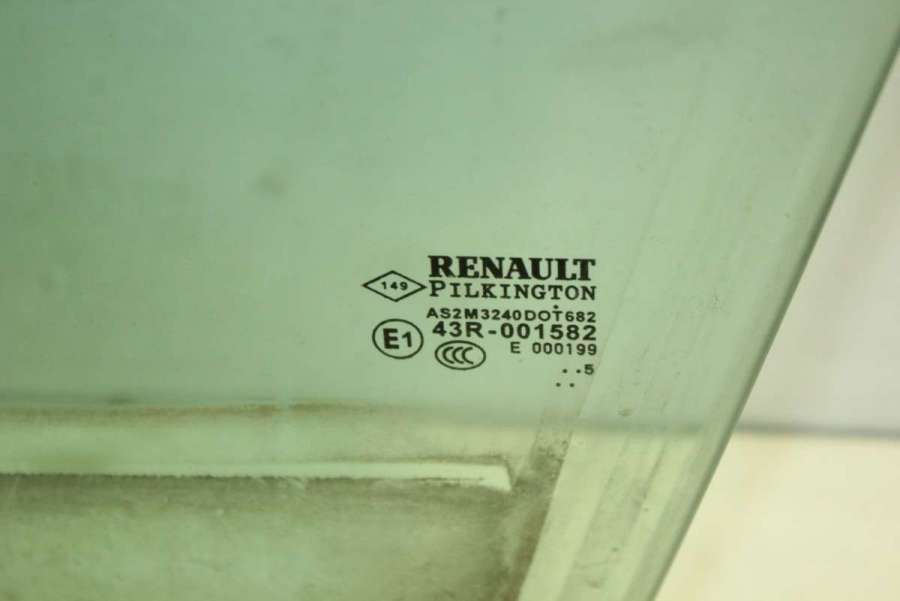 RENAULT
149 PILKINGTON
AS2M3240DOT682
E1 43R-001582
CCC E 000199
..5
..